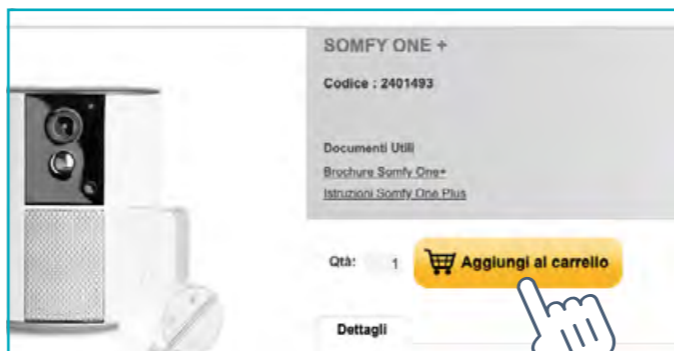 SOMFY ONE +
Codice : 2401493
Documenti Utili
Brochure Somfy One+
Istruzioni Somfy One Plus
Qtà: 1 Aggiungi al carrello
Dettagli